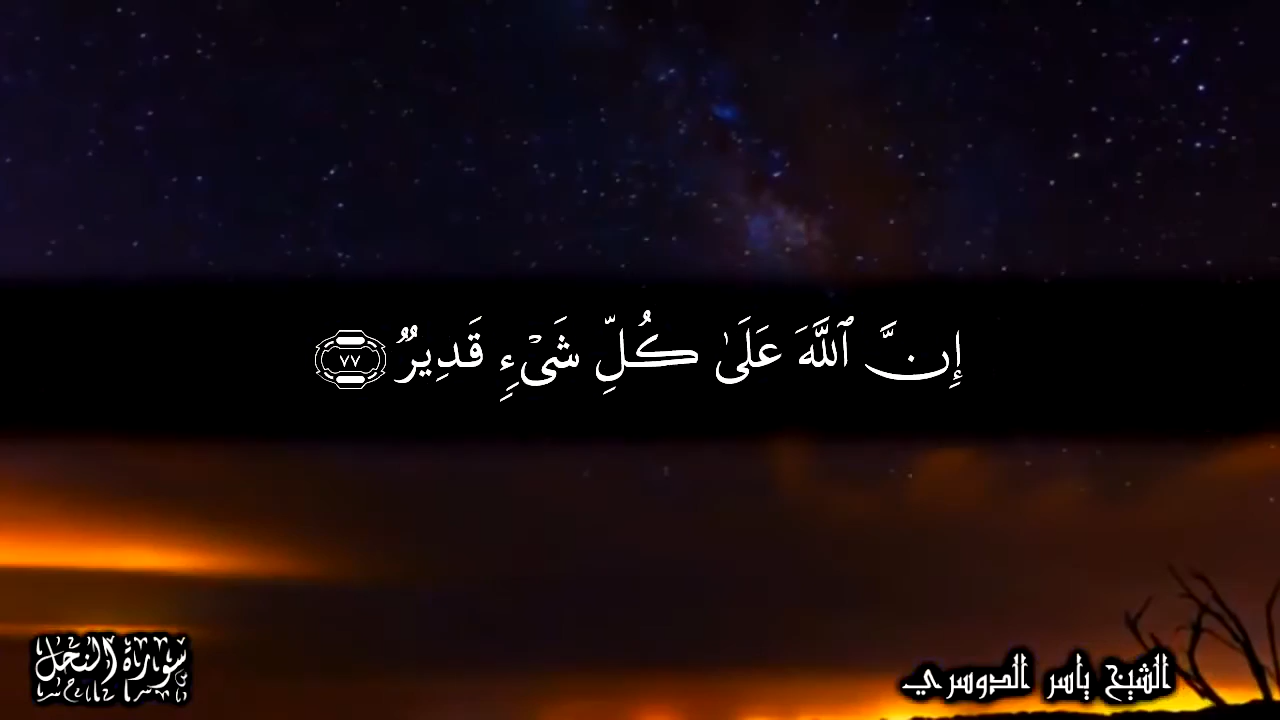 إِنَّ ٱللَّهَ عَلَىٰ كُلِّ شَىْءٍ قَدِيرٌ ٧٧
سورة النحل
الشيخ ياسر الدوسري